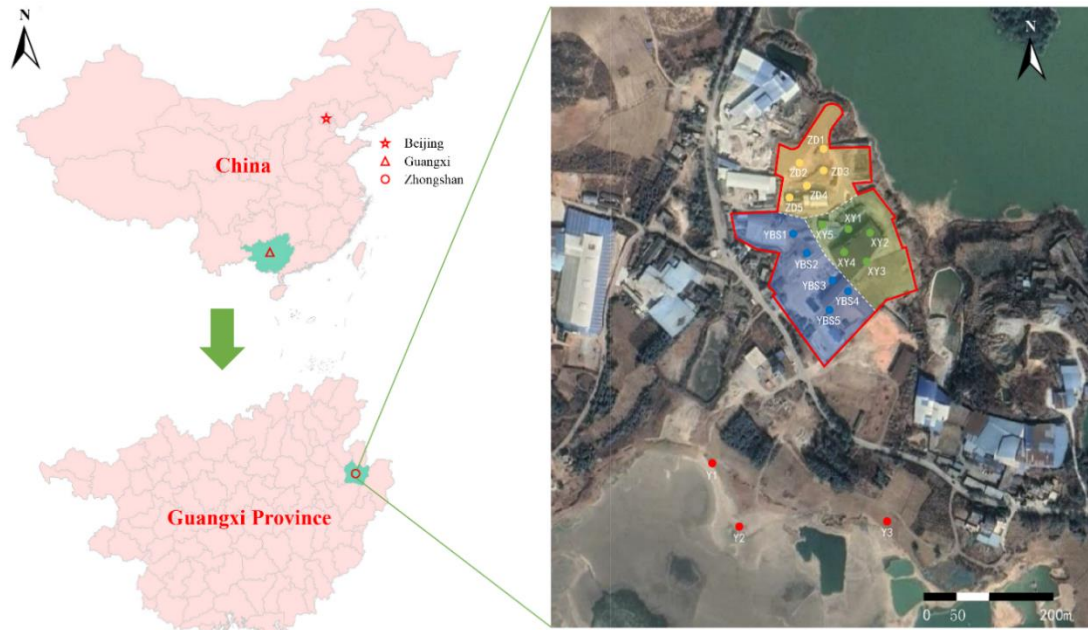 N
China
Beijing
Guangxi
Zhongshan
Guangxi Province
N
ZD1
ZD2
ZD3
ZD4
ZD5
XY1
XY5
XY2
YBS1
XY4
YBS2
XY3
YBS3
YBS4
YBS5
Y1
Y2
Y3
0 50 200m